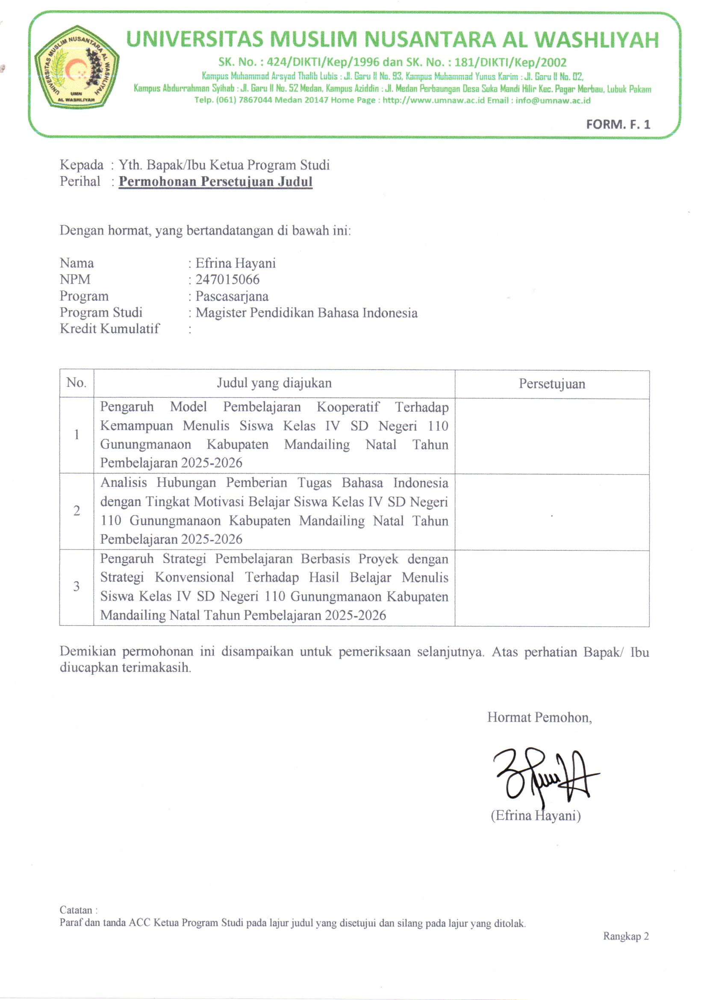 UNIVERSITAS MUSLIM NUSANTARA AL WASHLIYAH
UMN
AL WASHLIYAH
UNIVERSITAS MUSLIM NUSANTARA AL WASHLIYAH
SK. No. : 424/DIKTI/Kep/1996 dan SK. No. : 181/DIKTI/Kep/2002
Kampus Muhammad Arsyad Thalib Lubis : Jl. Garu II No. 93, Kampus Muhammad Yunus Karim : Jl. Garu II No. 02,
Kampus Abdurrahman Syihab : Jl. Garu II No. 52 Medan, Kampus Aziddin : Jl. Medan Perbaungan Desa Suka Mandi Hilir Kec. Pagar Merbau, Lubuk Pakam
Telp. (061) 7867044 Medan 20147 Home Page : http://www.umnaw.ac.id Email : info@umnaw.ac.id
FORM. F. 1
Kepada : Yth. Bapak/Ibu Ketua Program Studi
Perihal : Permohonan Persetujuan Judul
Dengan hormat, yang bertandatangan di bawah ini:
Nama : Efrina Hayani
NPM : 247015066
Program : Pascasarjana
Program Studi : Magister Pendidikan Bahasa Indonesia
Kredit Kumulatif :
No. Judul yang diajukan Persetujuan
1
Pengaruh Model Pembelajaran Kooperatif Terhadap
Kemampuan Menulis Siswa Kelas IV SD Negeri 110
Gunungmanaon Kabupaten Mandailing Natal Tahun
Pembelajaran 2025-2026
2
Analisis Hubungan Pemberian Tugas Bahasa Indonesia
dengan Tingkat Motivasi Belajar Siswa Kelas IV SD Negeri
110 Gunungmanaon Kabupaten Mandailing Natal Tahun
Pembelajaran 2025-2026
3
Pengaruh Strategi Pembelajaran Berbasis Proyek dengan
Strategi Konvensional Terhadap Hasil Belajar Menulis
Siswa Kelas IV SD Negeri 110 Gunungmanaon Kabupaten
Mandailing Natal Tahun Pembelajaran 2025-2026
Demikian permohonan ini disampaikan untuk pemeriksaan selanjutnya. Atas perhatian Bapak/ Ibu
diucapkan terimakasih.
Hormat Pemohon,
(Efrina Hayani)
Catatan :
Paraf dan tanda ACC Ketua Program Studi pada lajur judul yang disetujui dan silang pada lajur yang ditolak.
Rangkap 2